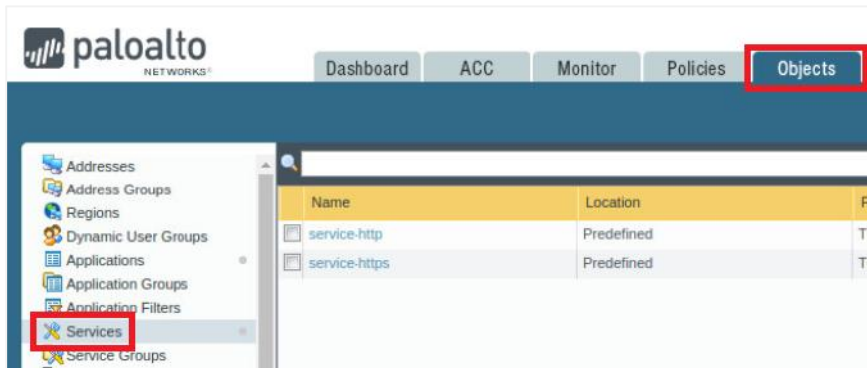 paloalto
NETWORKS®
Dashboard ACC Monitor Policies Objects
Addresses
Address Groups
Regions
Dynamic User Groups
Applications
Application Groups
Application Filters
Services
Service Groups
Name Location
service-http Predefined T
service-https Predefined T